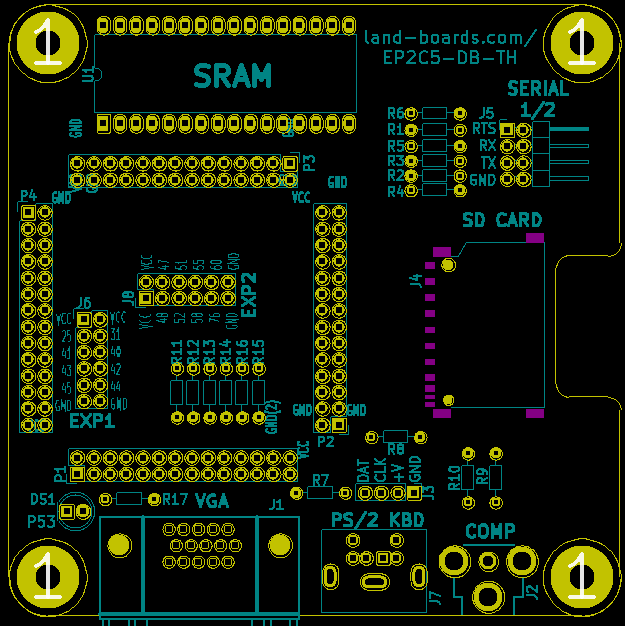 1
1
land-boards.com/
EP2C5-DB-TH
U1
SRAM
GND
SERIAL
1/2
R6
R1
R5
R3
R2
R4
J5
RTS
RX
TX
GND
P3
P4
GND
VCC
GND
SD CARD
J4
VCC
47
51
55
60
GND
J8
EXP2
VCC
48
52
58
76
GND
J6
VCC
25
41
43
45
GND
VCC
31
40
42
44
GND
EXP1
R11
R12
R13
R14
R16
R15
GND(2)
GND
GND
P2
R8
VCC
P1
DAT
CLK
+V
GND
J3
R7
R10
R9
DS1
P53
R17
VGA
J1
PS/2 KBD
J7
COMP
J2
1
1